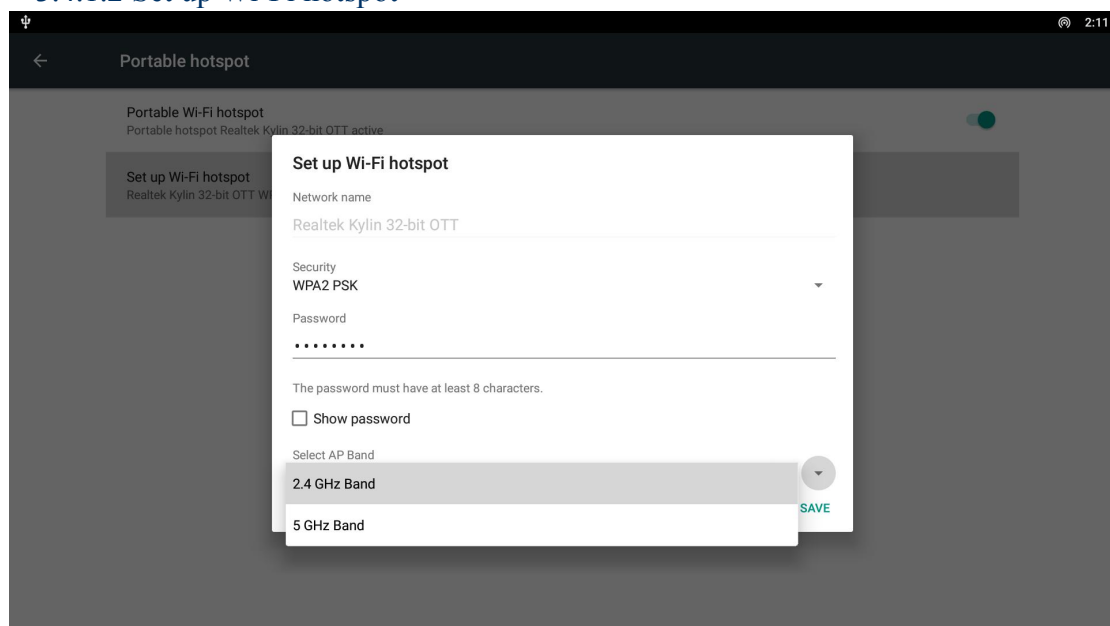 Set up
hotspot
2:11
Portable hotspot
Portable Wi-Fi hotspot
Portable hotspot Realtek Kylin 32-bit OTT active
Set up Wi-Fi hotspot
Realtek Kylin 32-bit OTT
Set up Wi-Fi hotspot
Network name
Realtek Kylin 32-bit OTT
Security
WPA2 PSK
Password
••••••••
The password must have at least 8 characters.
Show password
Select AP Band
2.4 GHz Band
SAVE
5 GHz Band